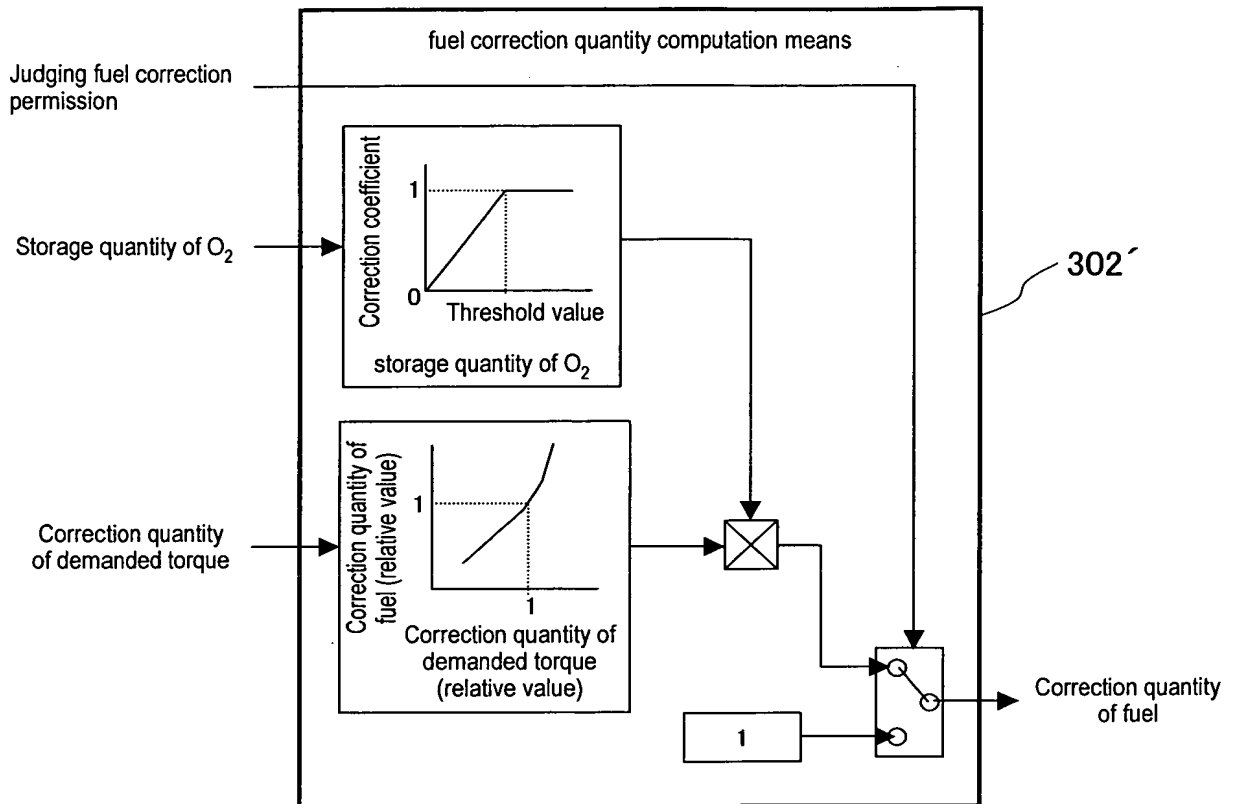 fuel correction quantity computation means
Judging fuel correction
permission
Correction coefficient
1
0
Threshold value
storage quantity of O₂
Storage quantity of O₂
302´
Correction quantity of
fuel (relative value)
1
1
Correction quantity of
demanded torque
(relative value)
Correction quantity
of demanded torque
1
Correction quantity
of fuel